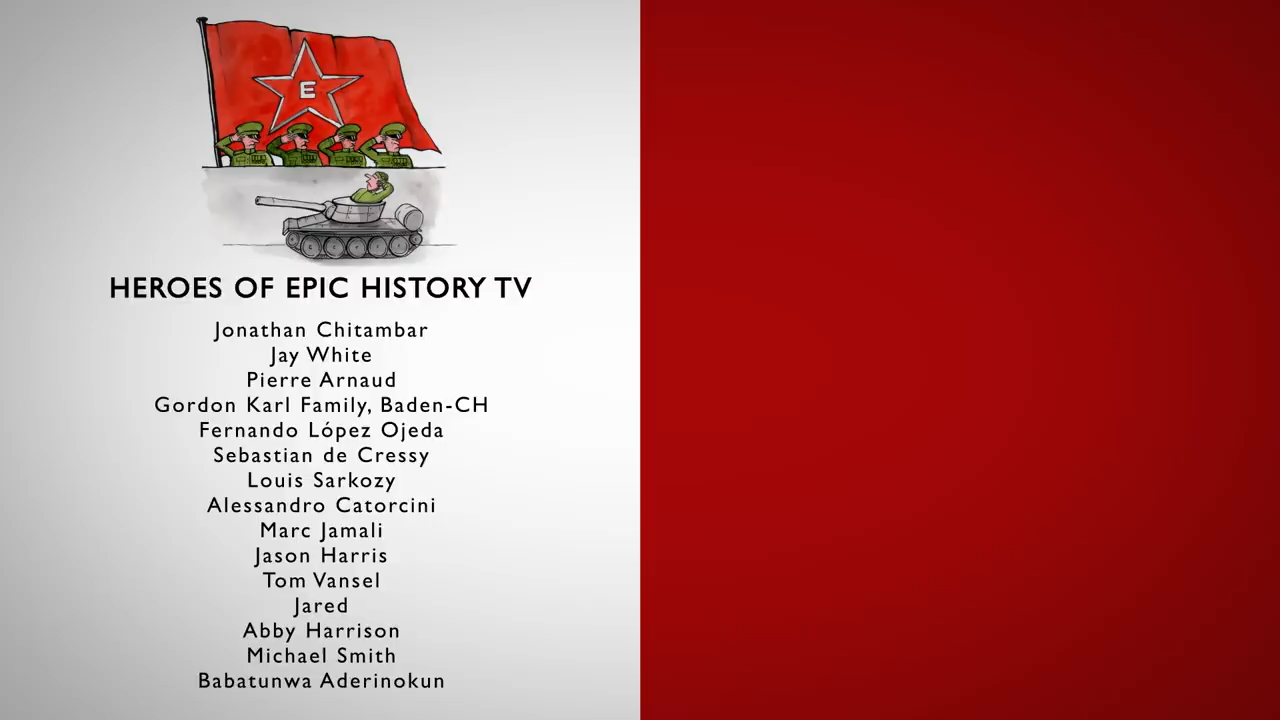 E
HEROES OF EPIC HISTORY TV
Jonathan Chitambar
Jay White
Pierre Arnaud
Gordon Karl Family, Baden-CH
Fernando López Ojeda
Sebastian de Cressy
Louis Sarkozy
Alessandro Catorcini
Marc Jamali
Jason Harris
Tom Vansel
Jared
Abby Harrison
Michael Smith
Babatunwa Aderinokun